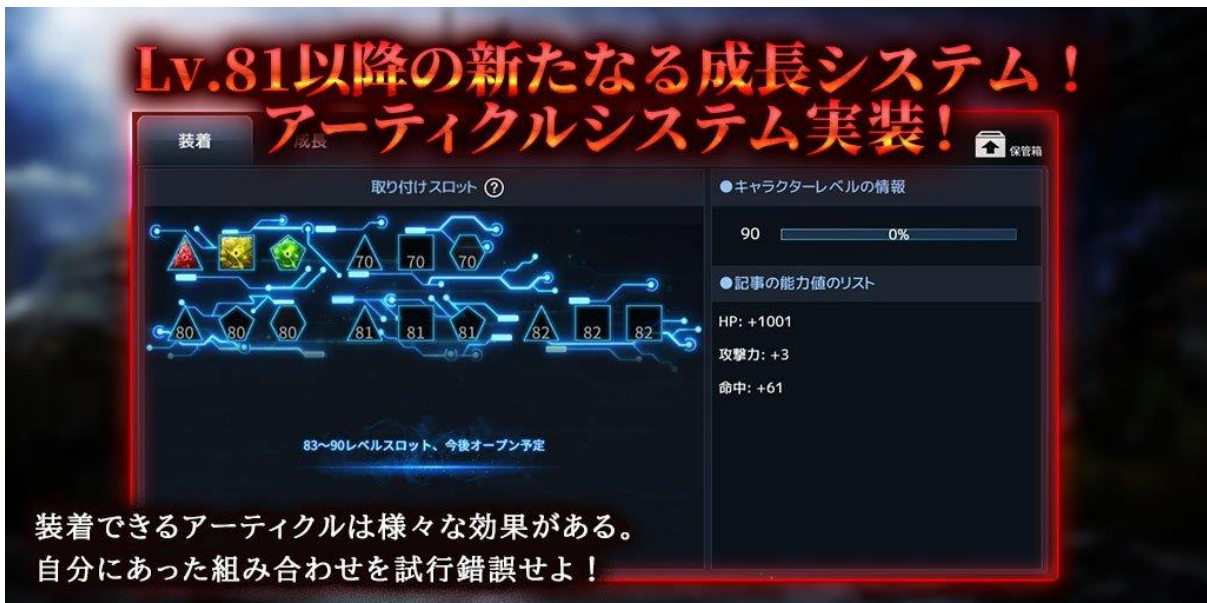 Lv.81以降の新たなる成長システム!
アーティクルシステム実装!
装着
成長
保管箱
取り付けスロット ?
●キャラクターレベルの情報
90 0%
70 70 70
●記事の能力値のリスト
80 80 80 81 81 81 82 82 82
HP: +1001
攻撃力: +3
命中: +61
83~90レベルスロット、今後オープン予定
装着できるアーティクルは様々な効果がある。
自分にあった組み合わせを試行錯誤せよ!